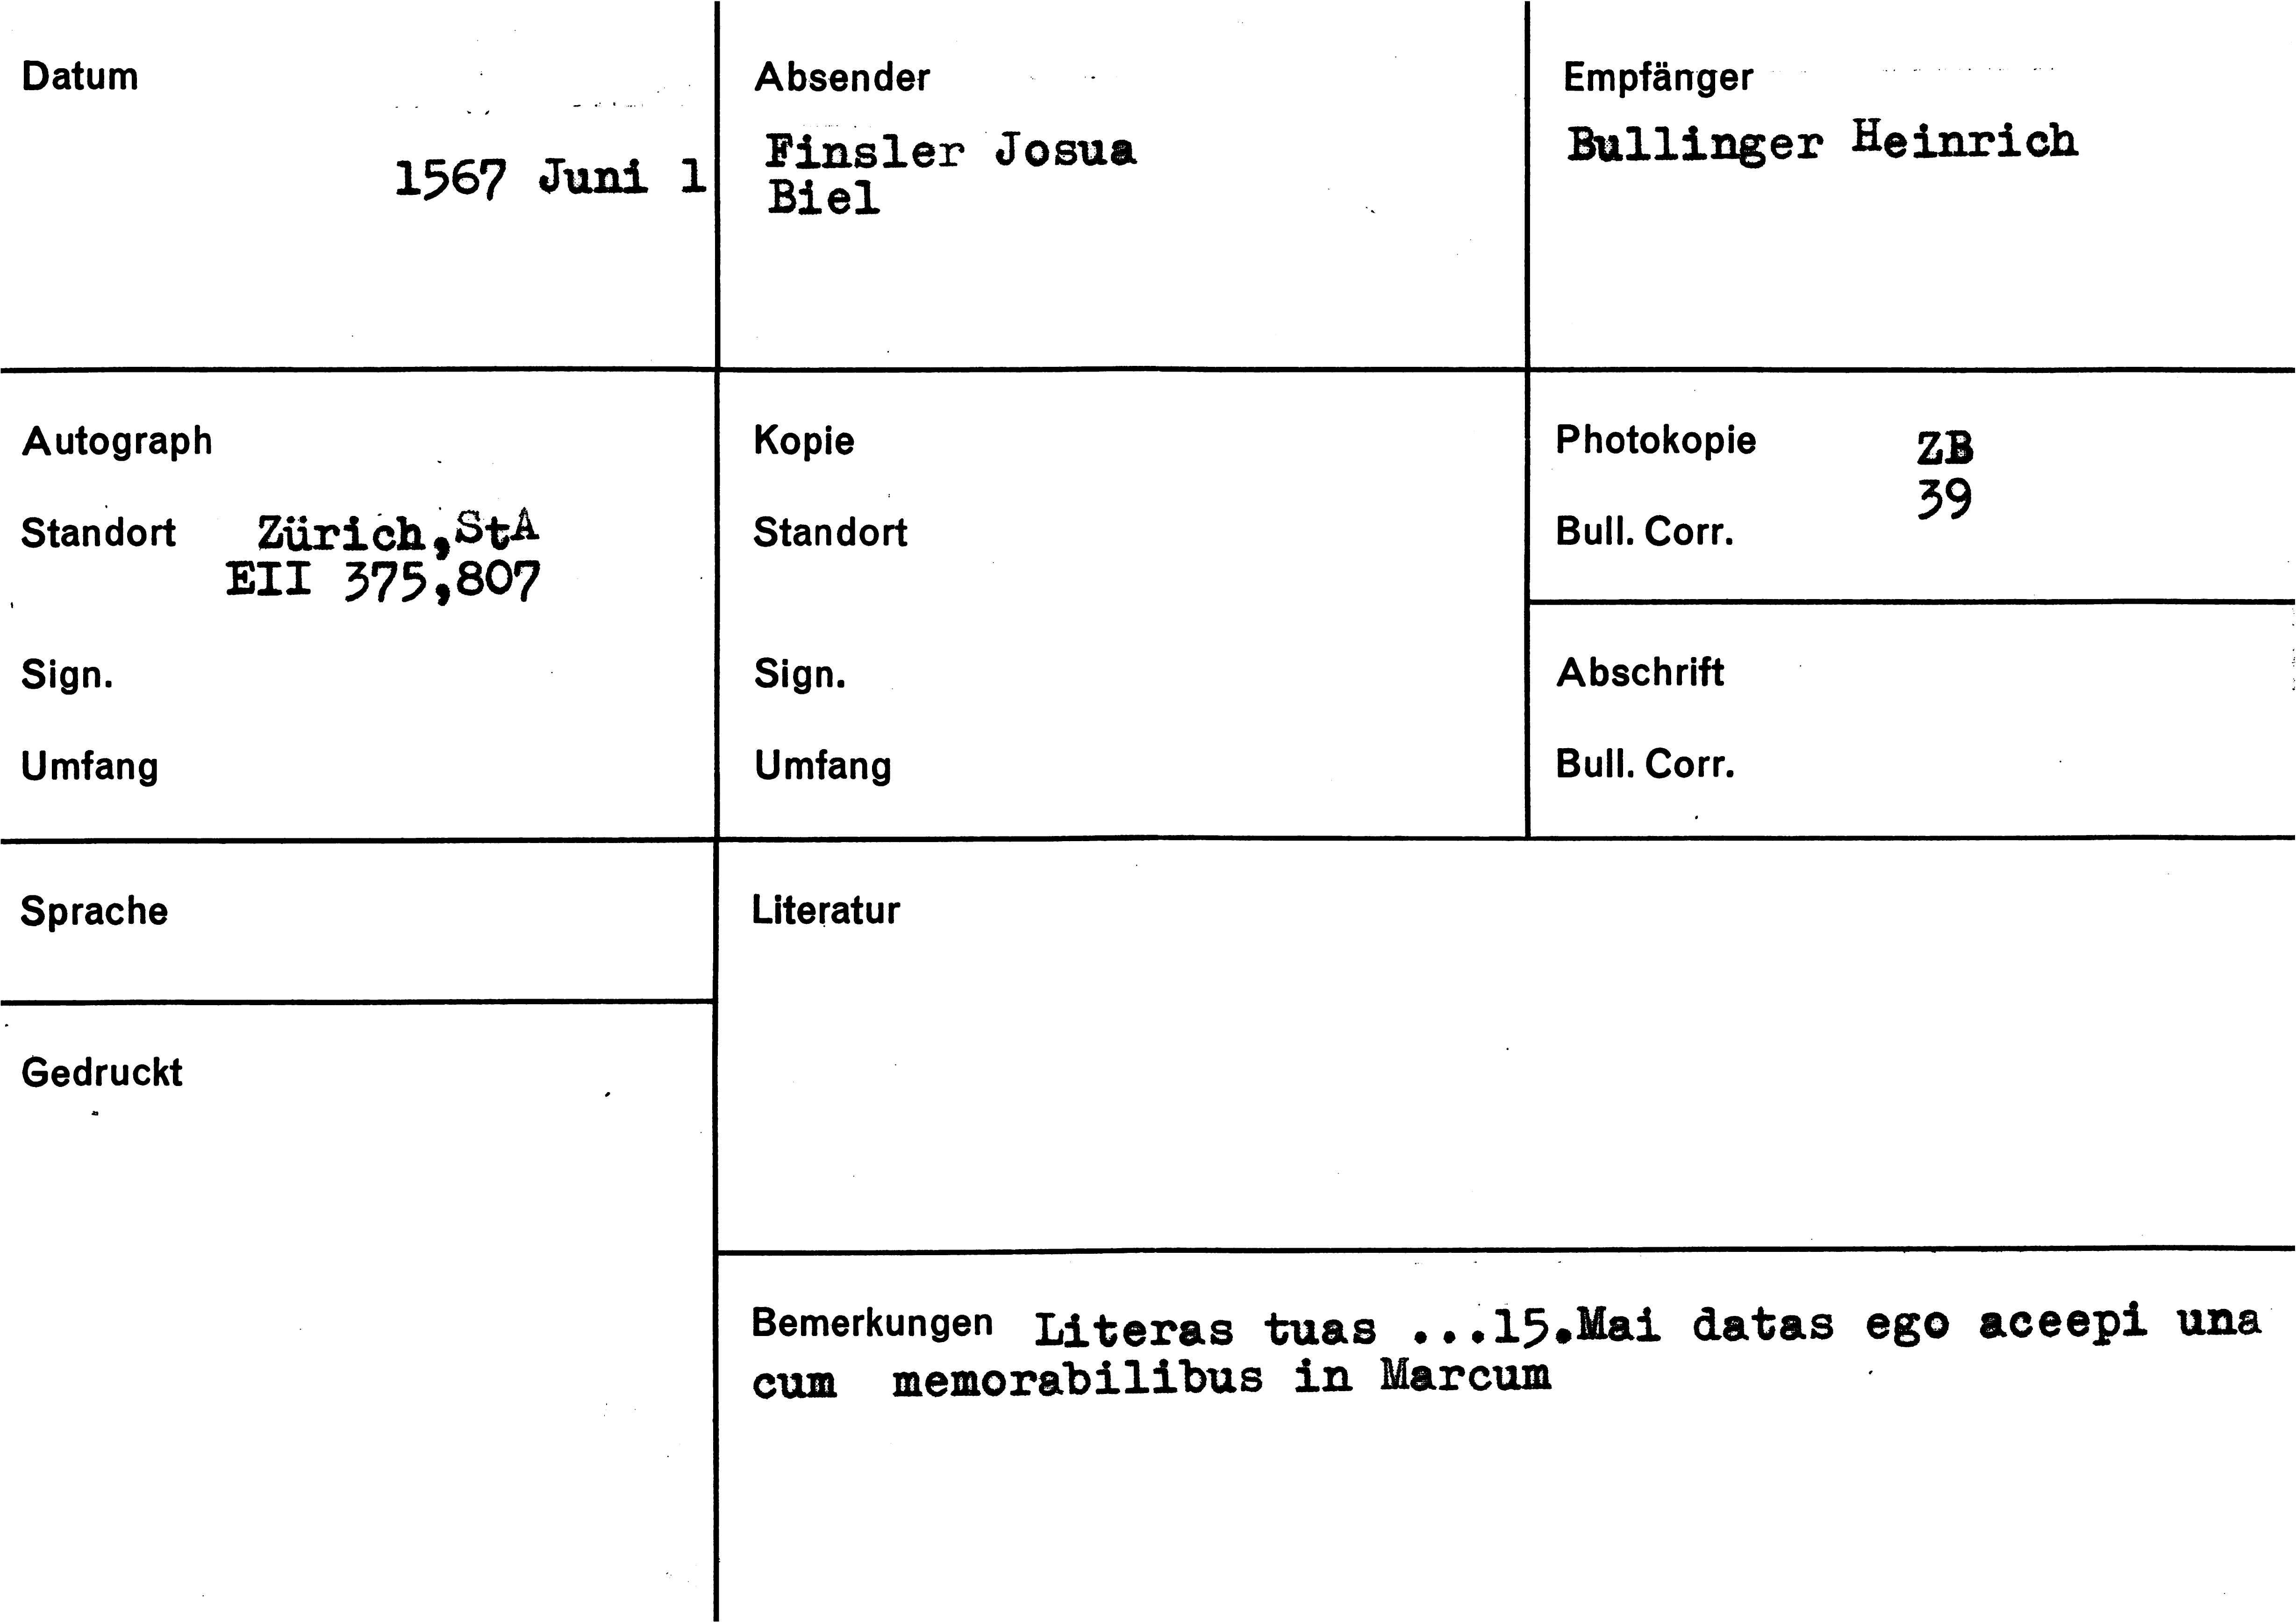 Datum
1567 Juni 1
Absender
Finsler Josua
Biel
Empfänger
Bullinger Heinrich
Autograph
Standort Zürich,StA
EII 375,807
Sign.
Umfang
Kopie
Standort
Sign.
Umfang
Photokopie ZB
39
Bull. Corr.
Abschrift
Bull. Corr.
Sprache
Gedruckt
Literatur
Bemerkungen Literas tuas ...15.Mai datas ego aceepi una
cum memorabilibus in Marcum